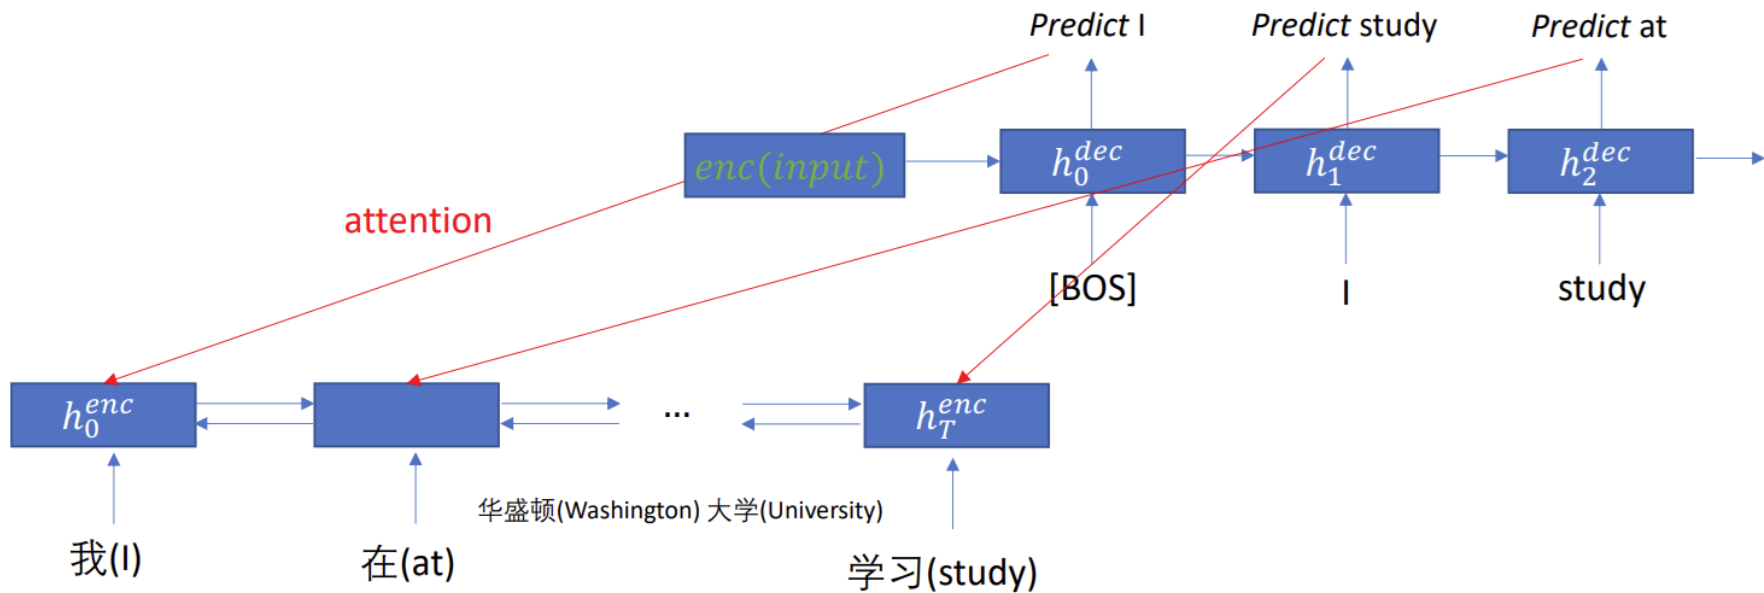 Predict I Predict study Predict at
enc(input) h_0^{dec} h_1^{dec} h_2^{dec}
attention
[BOS] I study
h_0^{enc} ... h_T^{enc}
华盛顿(Washington) 大学(University)
我(I) 在(at) 学习(study)